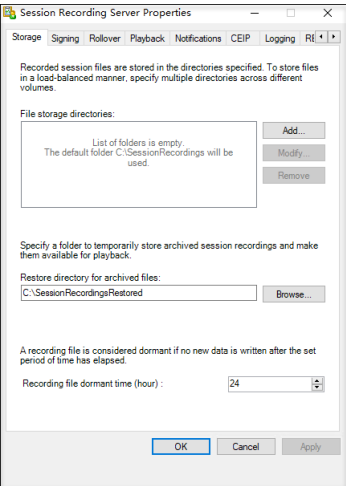 Session Recording Server Properties
Storage Signing Rollover Playback Notifications CEIP Logging
Recorded session files are stored in the directories specified. To store files
in a load-balanced manner, specify multiple directories across different
volumes.
File storage directories:
List of folders is empty.
The default folder C:\SessionRecordings will be
used.
Add...
Modify...
Remove
Specify a folder to temporarily store archived session recordings and make
them available for playback.
Restore directory for archived files:
C:\SessionRecordingsRestored
Browse...
A recording file is considered dormant if no new data is written after the set
period of time has elapsed.
Recording file dormant time (hour) :
24
OK Cancel Apply